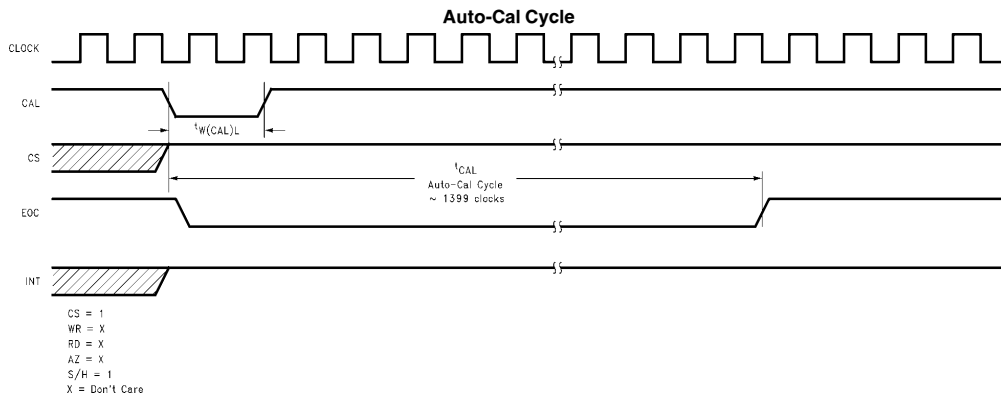 Auto-Cal Cycle
CLOCK
CAL
tW(CAL)L
CS
tCAL
Auto-Cal Cycle
~ 1399 clocks
EOC
INT
CS = 1
WR = X
RD = X
AZ = X
S/H = 1
X = Don't Care